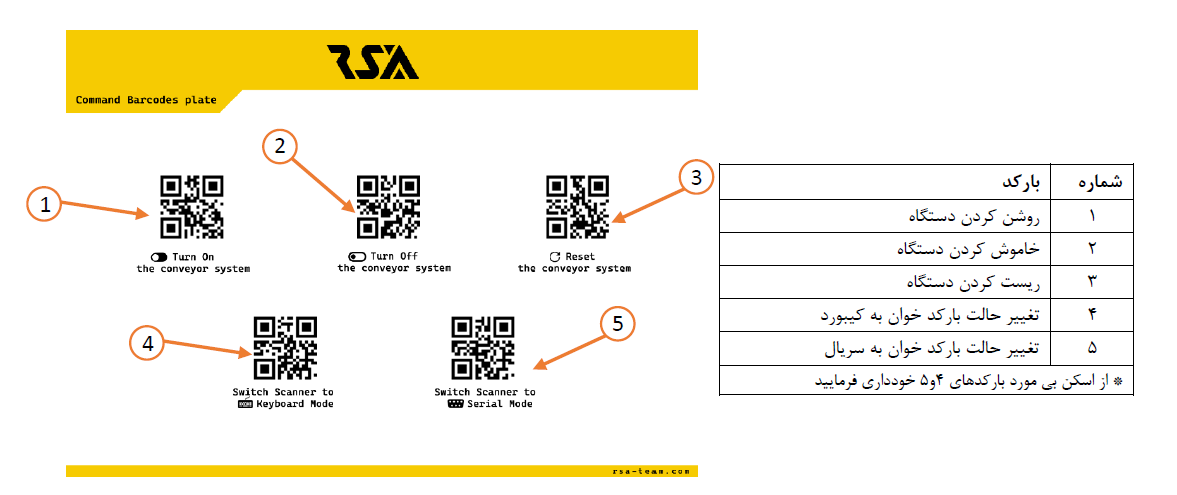 RSA
Command Barcodes plate
1
2
3
Turn On
the conveyor system
Turn Off
the conveyor system
Reset
the conveyor system
4
5
Switch Scanner to
Keyboard Mode
Switch Scanner to
Serial Mode
rsa-team.com
شماره بارکد
۱ روشن کردن دستگاه
۲ خاموش کردن دستگاه
۳ ریست کردن دستگاه
۴ تغییر حالت بارکد خوان به کیبورد
۵ تغییر حالت بارکد خوان به سریال
* از اسکن بی مورد بارکدهای ۴و۵ خودداری فرمایید